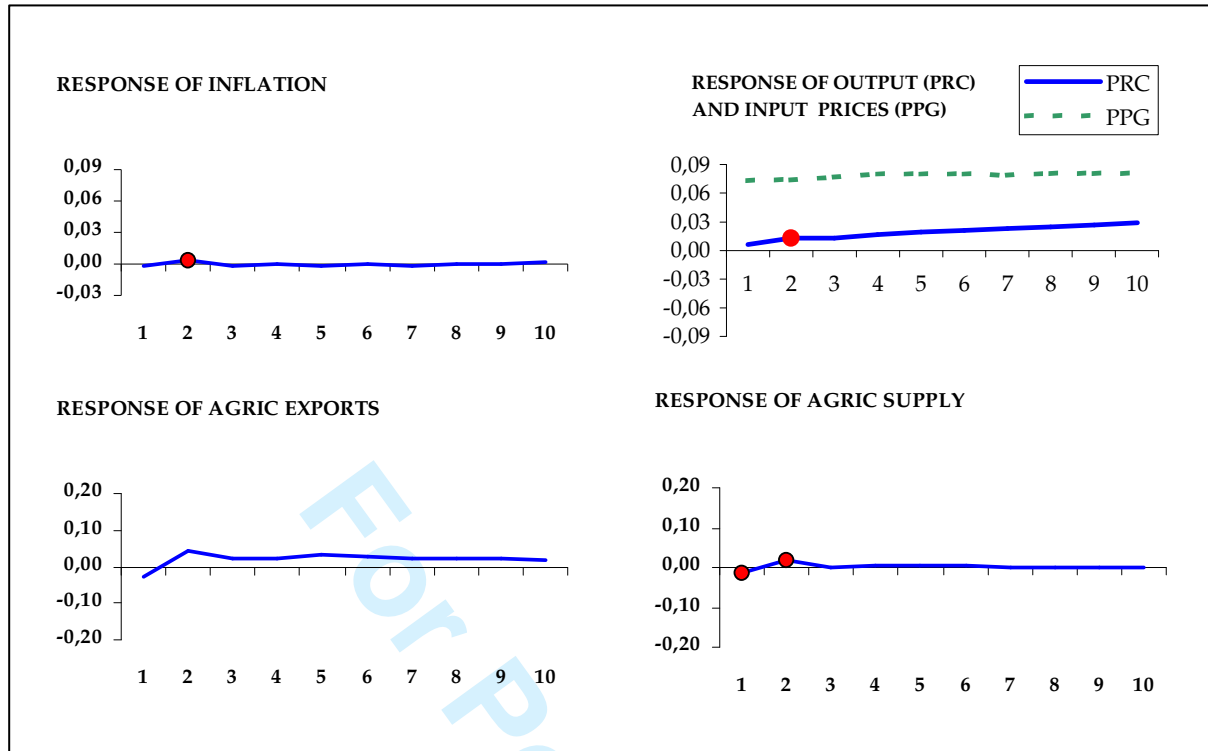 RESPONSE OF INFLATION
0,09
0,06
0,03
0,00
-0,03
1 2 3 4 5 6 7 8 9 10
RESPONSE OF OUTPUT (PRC)
AND INPUT PRICES (PPG)
PRC
PPG
0,09
0,06
0,03
0,00
-0,03
-0,06
-0,09
1 2 3 4 5 6 7 8 9 10
RESPONSE OF AGRIC EXPORTS
0,20
0,10
0,00
-0,10
-0,20
1 2 3 4 5 6 7 8 9 10
RESPONSE OF AGRIC SUPPLY
0,20
0,10
0,00
-0,10
-0,20
1 2 3 4 5 6 7 8 9 10
For Pe